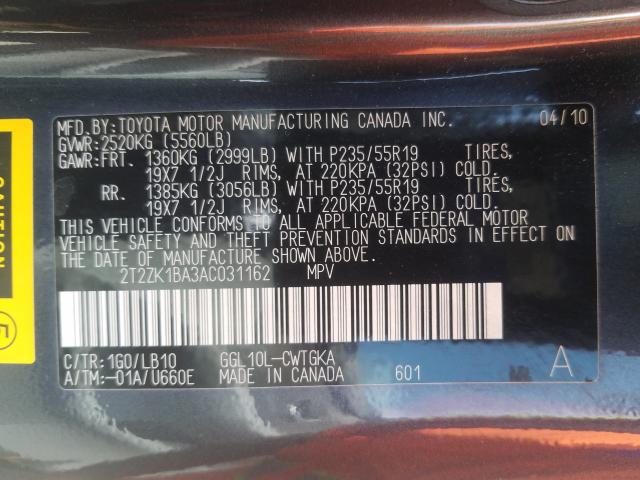 MFD.BY:TOYOTA MOTOR MANUFACTURING CANADA INC. 04/10
GVWR:2520KG (5560LB)
GAWR:FRT. 1360KG (2999LB) WITH P235/55R19 TIRES,
19X7 1/2J RIMS, AT 220KPA (32PSI) COLD.
RR. 1385KG (3056LB) WITH P235/55R19 TIRES,
19X7 1/2J RIMS, AT 220KPA (32PSI) COLD.
THIS VEHICLE CONFORMS TO ALL APPLICABLE FEDERAL MOTOR
VEHICLE SAFETY AND THEFT PREVENTION STANDARDS IN EFFECT ON
THE DATE OF MANUFACTURE SHOWN ABOVE.
2T2ZK1BA3AC031162 MPV
C/TR:1G0/LB10 GGL10L-CWTGKA
A/TM:-01A/U660E MADE IN CANADA 601 A
CAUTION